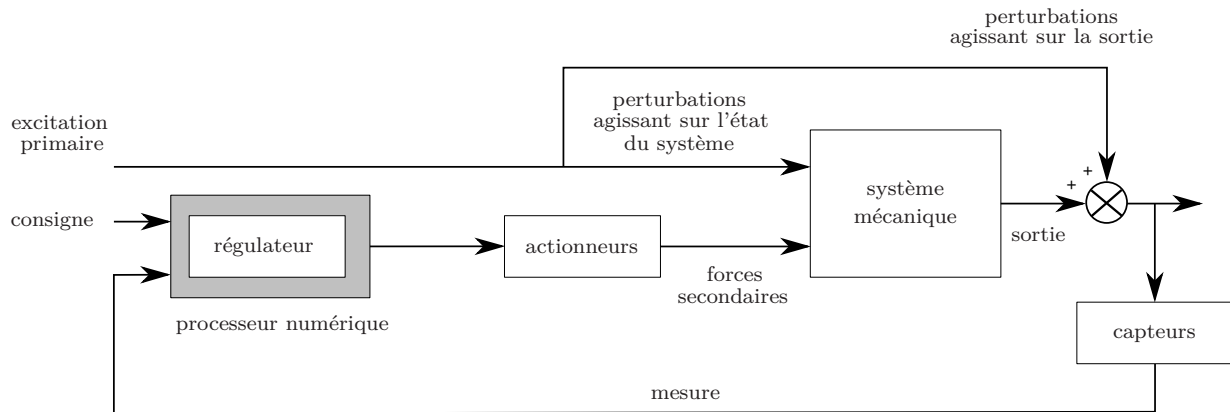 perturbations
agissant sur la sortie
excitation
primaire
perturbations
agissant sur l'état
du système
consigne
régulateur
processeur numérique
actionneurs
forces
secondaires
système
mécanique
+
+
sortie
capteurs
mesure